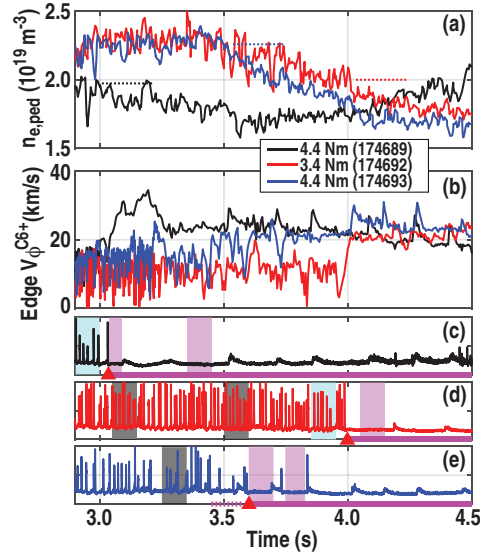 (a)
n_e,ped (10^19 m^-3)
2.5
2.0
1.5
4.4 Nm (174689)
3.4 Nm (174692)
4.4 Nm (174693)
(b)
Edge V_ϕ^C6+ (km/s)
40
20
0
(c)
(d)
(e)
3.0 3.5 4.0 4.5
Time (s)